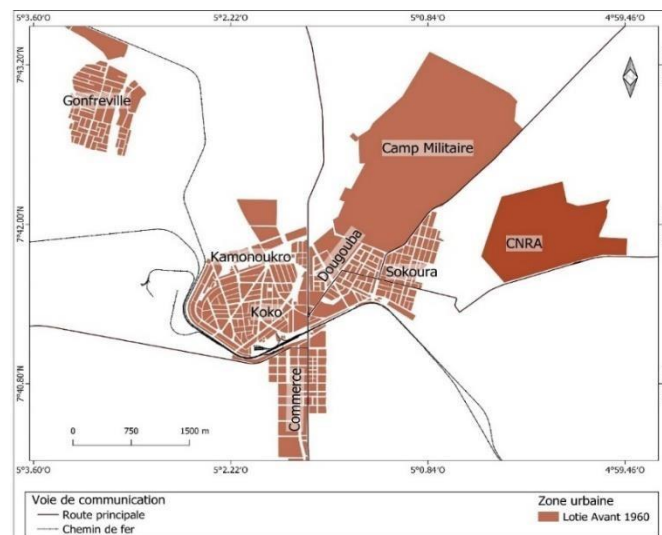 5°3.60'O 5°2.22'O 5°0.84'O 4°59.46'O
7°43.20'N
Gonfreville
Camp Militaire
7°42.00'N
CNRA
Kamonoukro
Dougouba
Sokoura
Koko
7°40.80'N
Commerce
0 750 1500 m
5°3.60'O 5°2.22'O 5°0.84'O 4°59.46'O
Voie de communication
Route principale
Chemin de fer
Zone urbaine
Lotie Avant 1960